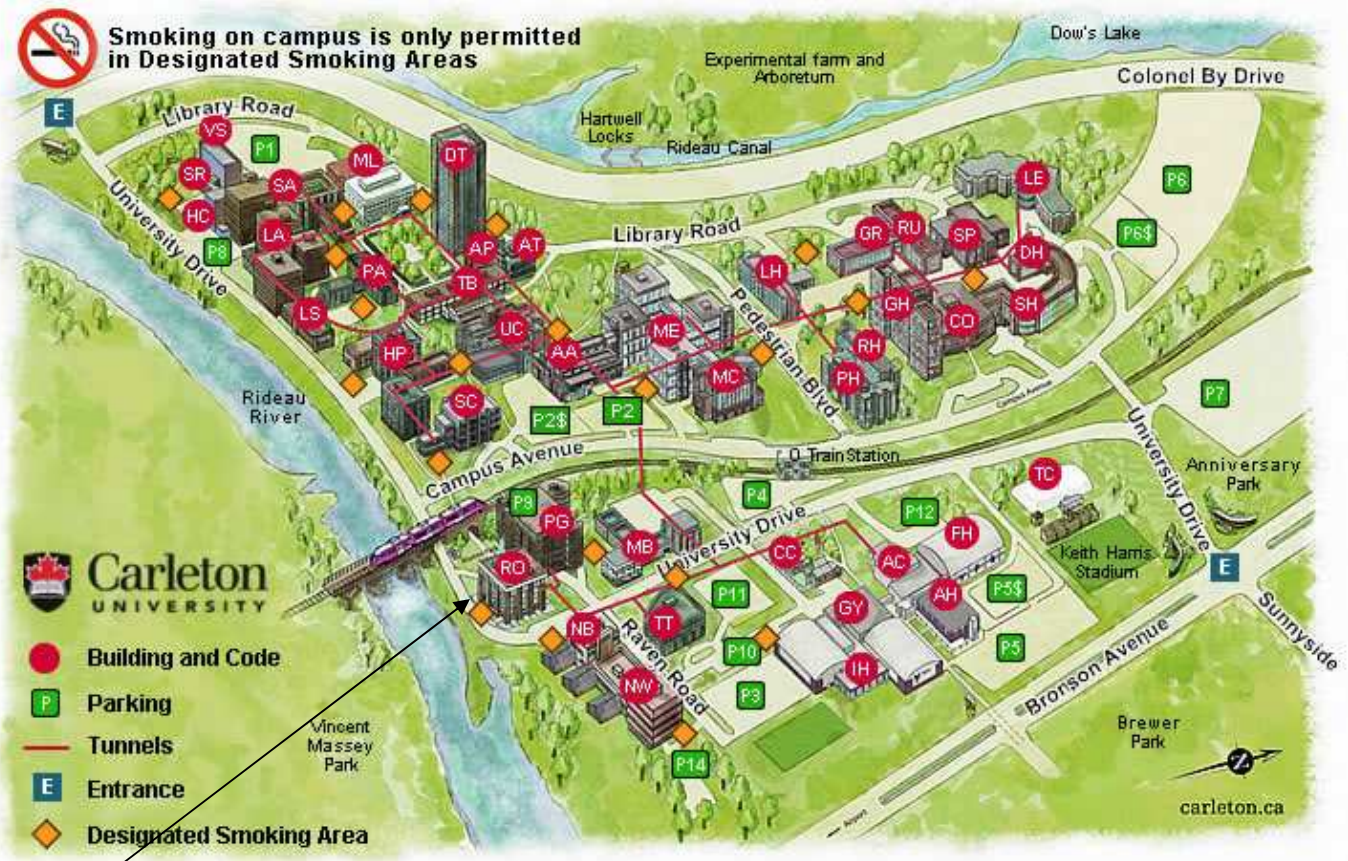 Smoking on campus is only permitted
in Designated Smoking Areas
Dow's Lake
Experimental farm and
Arboretum
Colonel By Drive
E
Library Road
Hartwell
Locks
Rideau Canal
VS
P1
ML
DT
SR
SA
LE
P6
HC
University Drive
P8
LA
PA
AP
AT
Library Road
GR
RU
SP
P6$
DH
TB
LH
LS
UC
ME
Pedestrian Blvd
GH
CO
SH
HP
AA
MC
RH
PH
Rideau
River
SC
P2$
P2
Campus Avenue
P7
Campus Avenue
O Train Station
University Drive
Anniversary
Park
TC
P9
PG
P4
P12
FH
MB
University Drive
CC
AC
Keith Harris
Stadium
E
RO
P11
AH
P5$
Sunnyside
NB
TT
GY
Raven Road
P10
IH
P5
NW
P3
Bronson Avenue
P14
Brewer
Park
Vincent
Massey
Park
Airport
Z
carleton.ca
Carleton
UNIVERSITY
Building and Code
P
Parking
Tunnels
E
Entrance
Designated Smoking Area